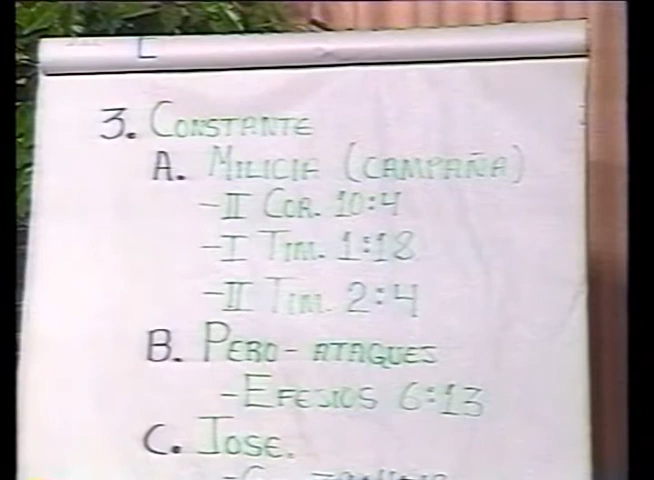 3. CONSTANTE
A. MILICIA (CAMPAÑA)
-II COR. 10:4
-I TIM. 1:18
-II TIM. 2:4
B. PERO-ATAQUES
-EFESIOS 6:13
C. JOSE.